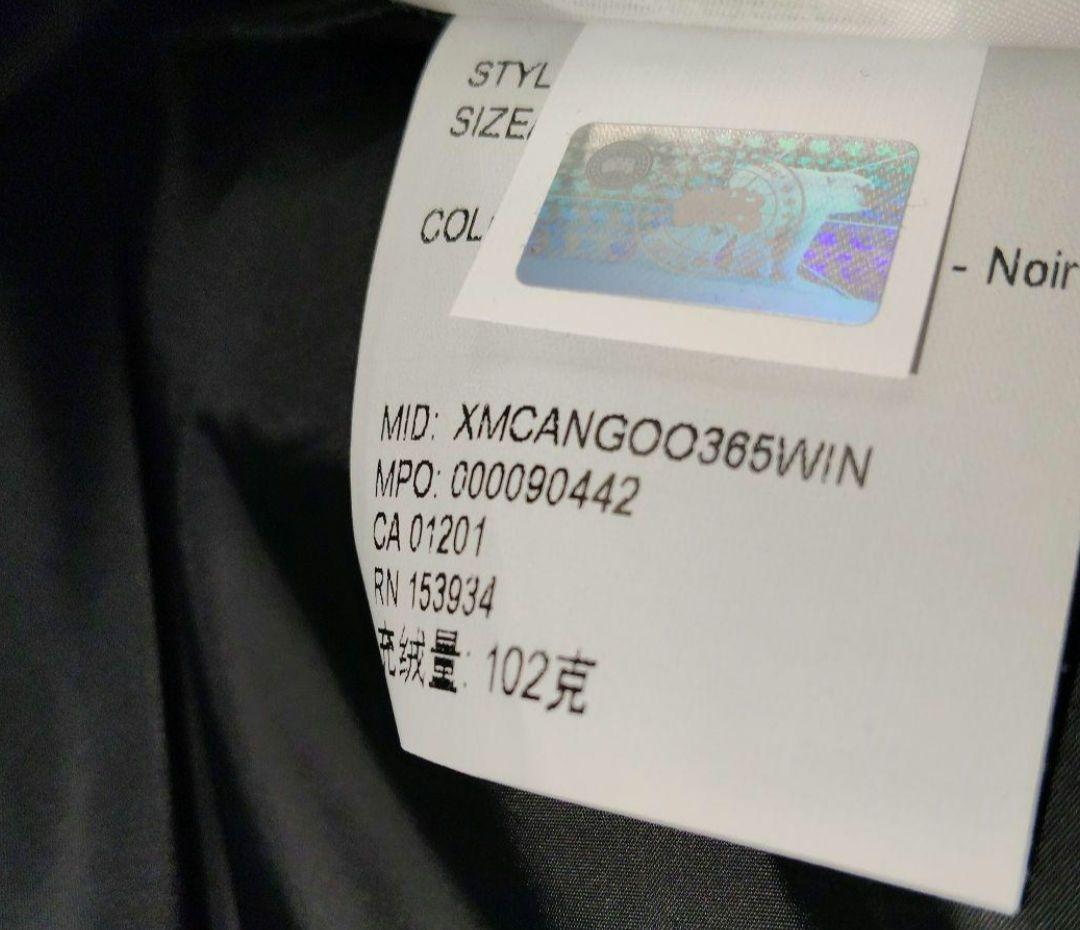 STYL
SIZE/
COL
- Noir
MID: XMCANGOO365WIN
MPO: 000090442
CA 01201
RN 153934
充绒量: 102克